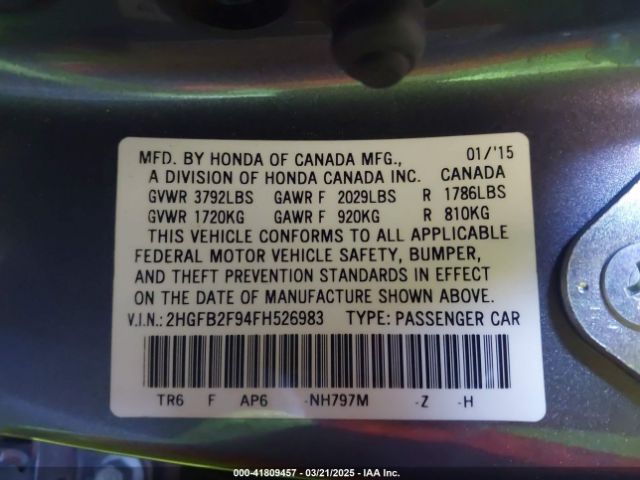 MFD. BY HONDA OF CANADA MFG., 01/'15
A DIVISION OF HONDA CANADA INC. CANADA
GVWR 3792LBS GAWR F 2029LBS R 1786LBS
GVWR 1720KG GAWR F 920KG R 810KG
THIS VEHICLE CONFORMS TO ALL APPLICABLE
FEDERAL MOTOR VEHICLE SAFETY, BUMPER,
AND THEFT PREVENTION STANDARDS IN EFFECT
ON THE DATE OF MANUFACTURE SHOWN ABOVE.
V.I.N.: 2HGFB2F94FH526983 TYPE: PASSENGER CAR
TR6 F AP6 -NH797M -Z -H
000-41809457 — 03/21/2025 — IAA Inc.